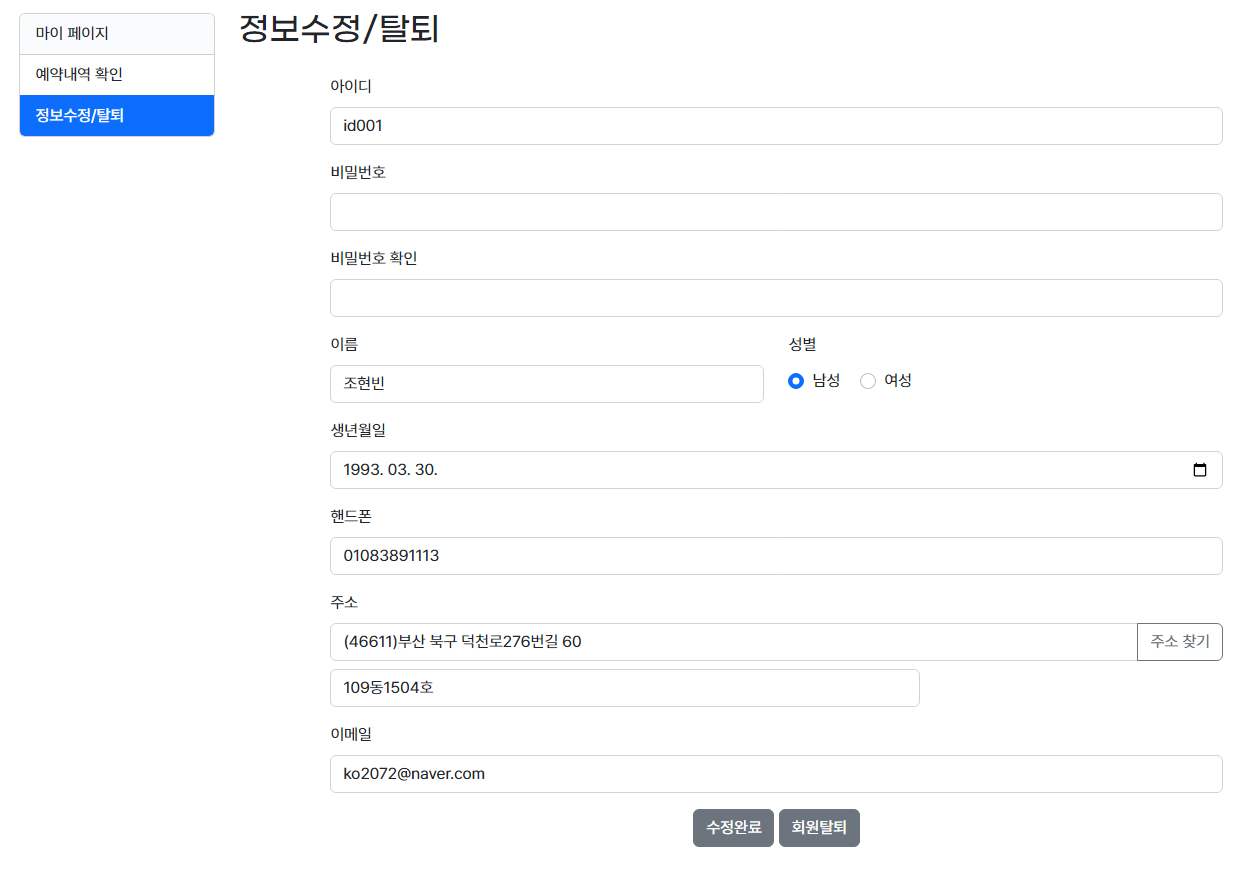 마이 페이지
예약내역 확인
정보수정/탈퇴
정보수정/탈퇴
아이디
id001
비밀번호
비밀번호 확인
이름
성별
조현빈
남성
여성
생년월일
1993. 03. 30.
핸드폰
01083891113
주소
(46611)부산 북구 덕천로276번길 60
주소 찾기
109동1504호
이메일
ko2072@naver.com
수정완료
회원탈퇴